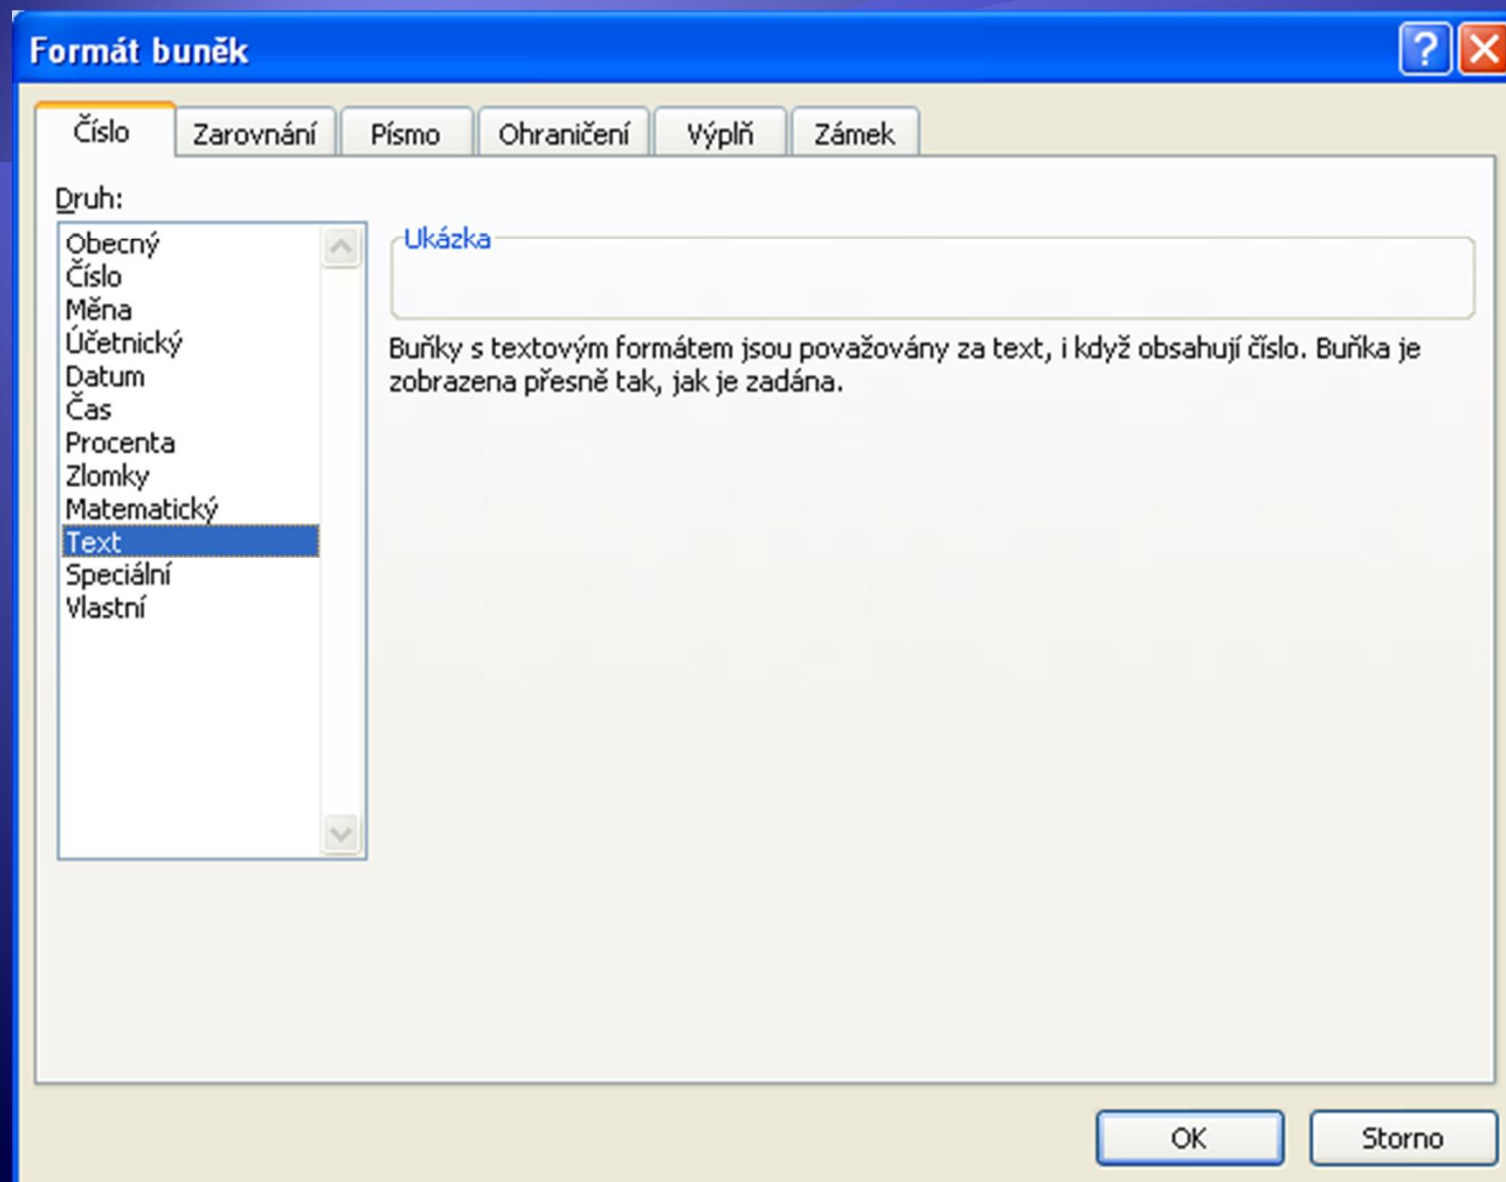 Formát buněk
Číslo Zarovnání Písmo Ohraničení Výplň Zámek
Druh:
Obecný
Číslo
Měna
Účetnický
Datum
Čas
Procenta
Zlomky
Matematický
Text
Speciální
Vlastní
Ukázka
Buňky s textovým formátem jsou považovány za text, i když obsahují číslo. Buňka je
zobrazena přesně tak, jak je zadána.
OK Storno